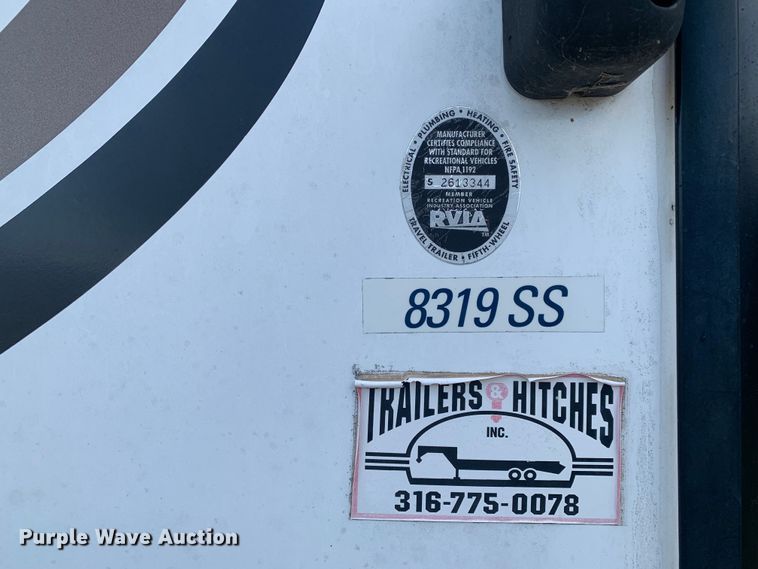 ELECTRICAL • PLUMBING • HEATING • FIRE SAFETY
MANUFACTURER
CERTIFIES COMPLIANCE
WITH STANDARD FOR
RECREATIONAL VEHICLES
NFPA 1192
S 2613344
MEMBER
RECREATION VEHICLE
INDUSTRY ASSOCIATION
RVIA
TM
TRAVEL TRAILER • FIFTH-WHEEL
8319 SS
TRAILERS & HITCHES
INC.
316-775-0078
Purple Wave Auction